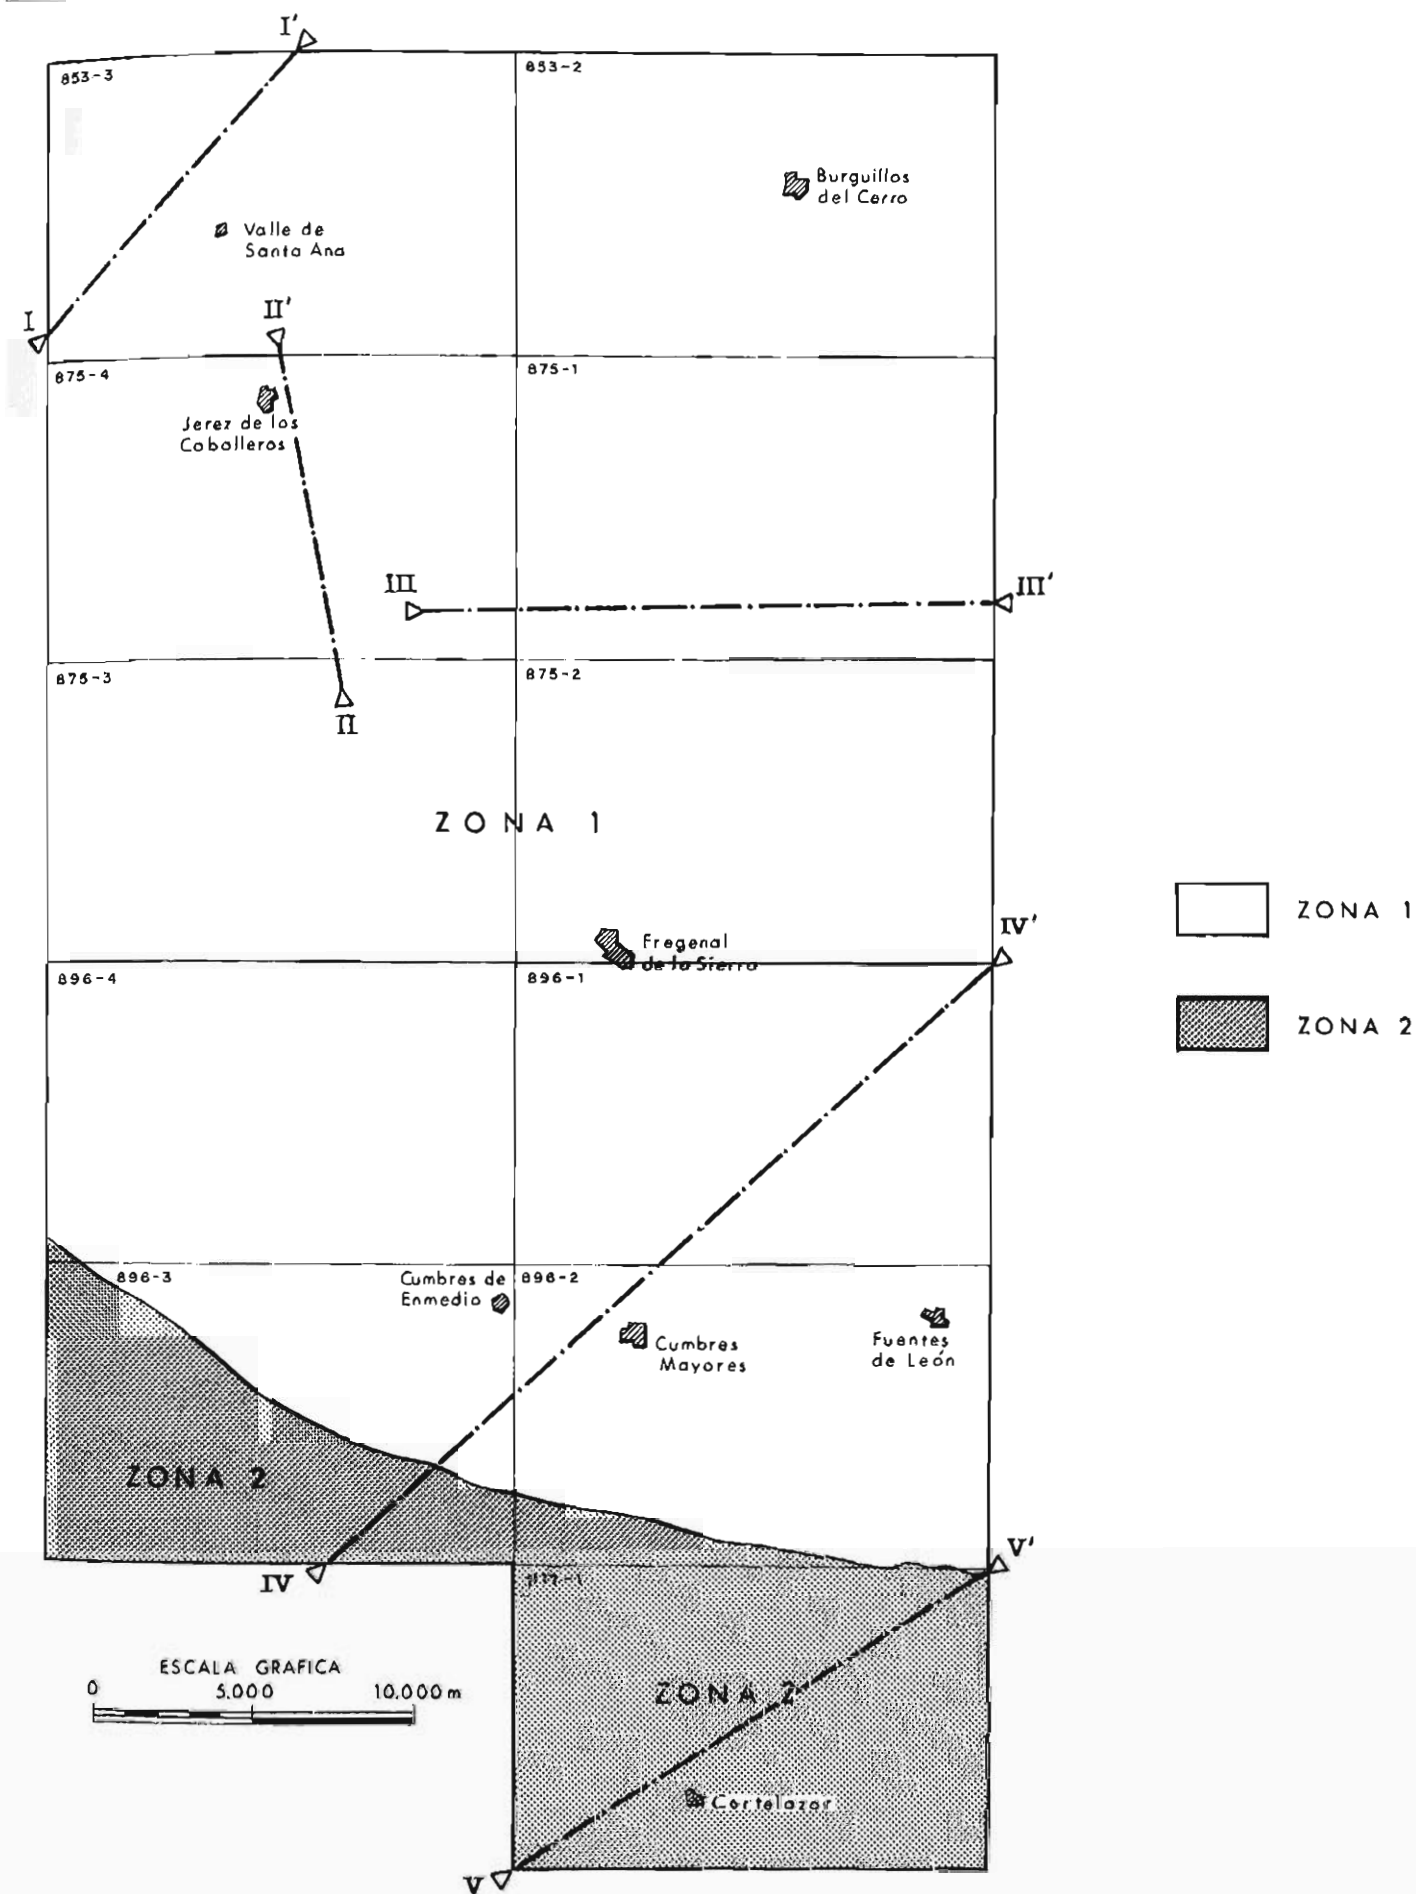 I'
853-3
853-2
Burguillos
del Cerro
Valle de
Santa Ana
II'
I
875-4
875-1
Jerez de los
Caballeros
III
III'
875-3
875-2
II
ZONA 1
ZONA 1
IV'
Fregenal
de la Sierra
896-4
896-1
ZONA 2
896-3
Cumbres de
Enmedio
896-2
Cumbres
Mayores
Fuentes
de León
ZONA 2
V'
IV
ESCALA GRAFICA
0 5.000 10.000 m
ZONA 2
Cortelazor
V